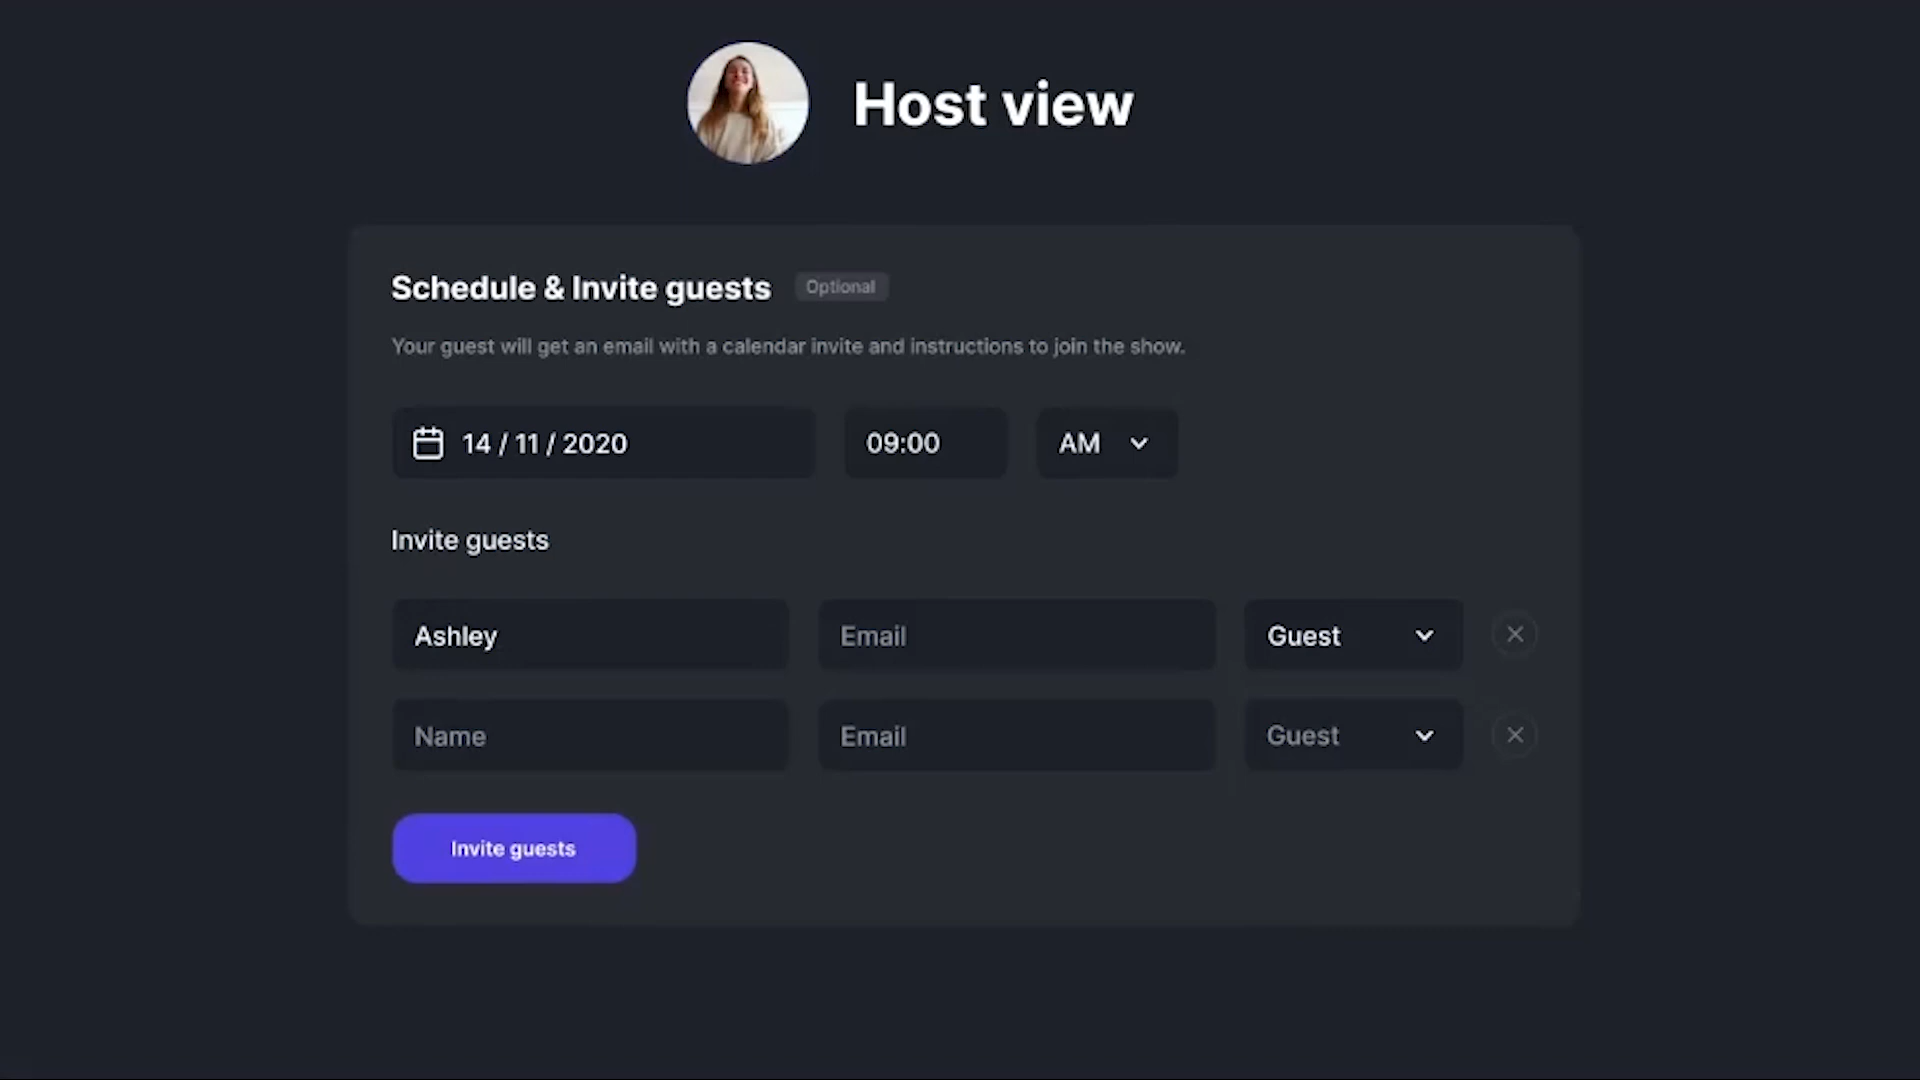 Host view
Schedule & Invite guests Optional
Your guest will get an email with a calendar invite and instructions to join the show.
14 / 11 / 2020 09:00 AM
Invite guests
Ashley Email Guest
Name Email Guest
Invite guests